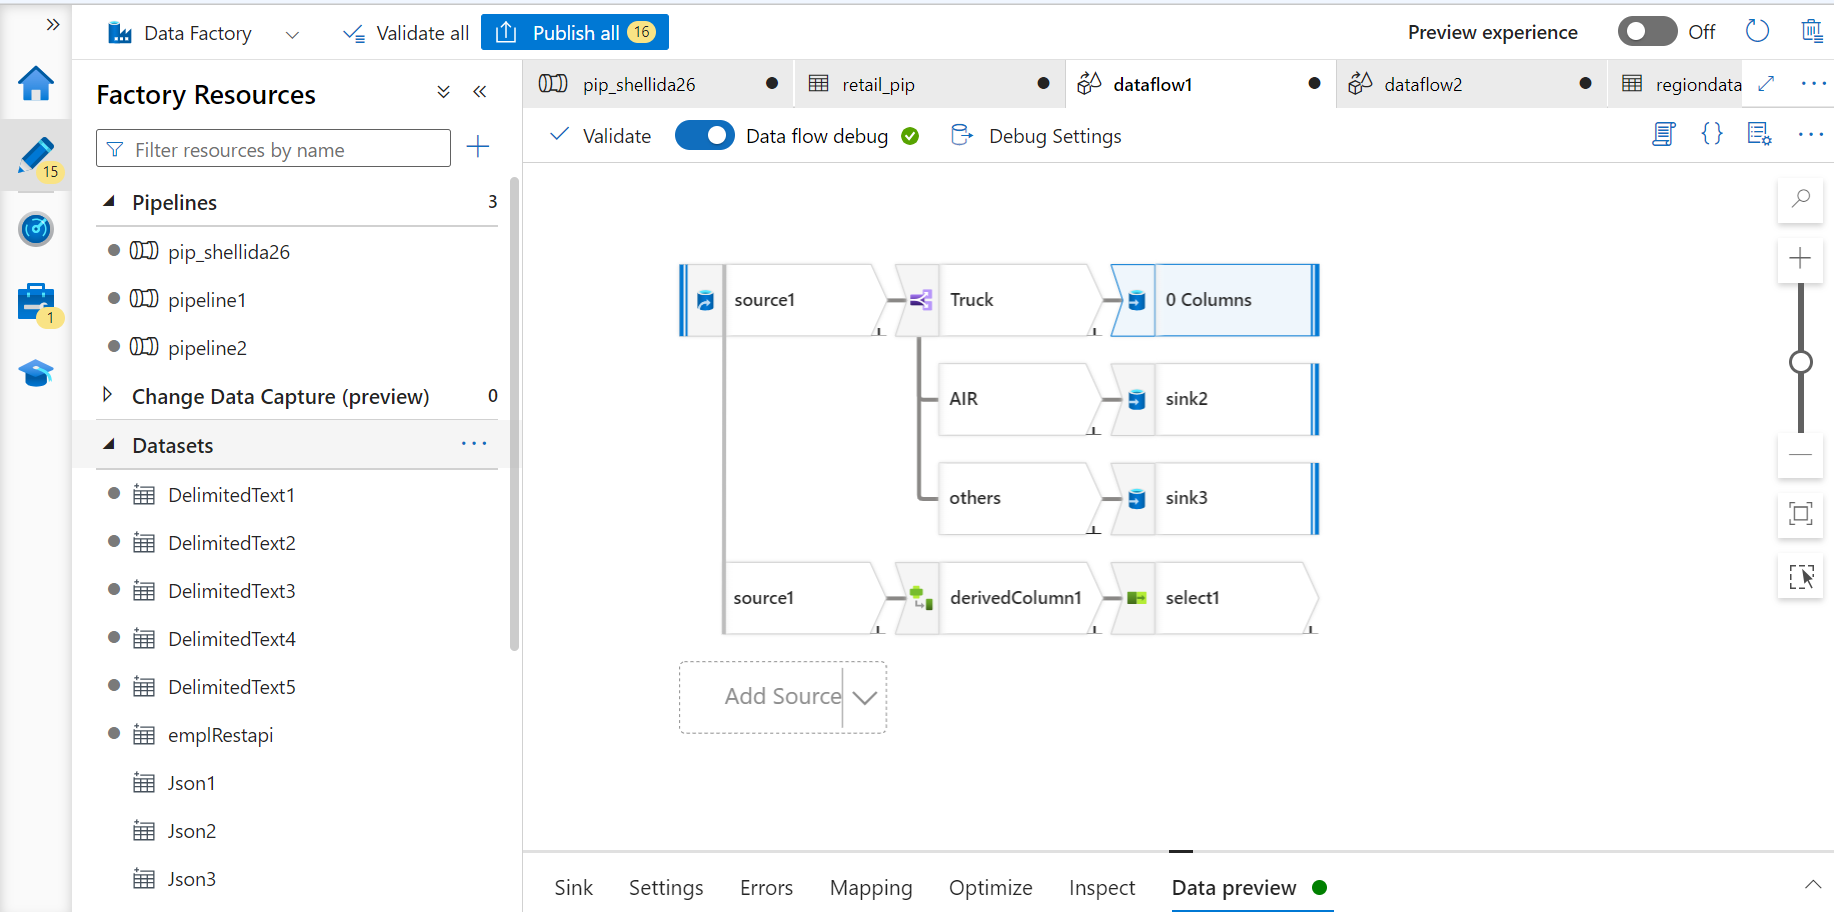 Data Factory
Validate all
Publish all 16
Preview experience
Off
15
1
Factory Resources
Filter resources by name
Pipelines 3
pip_shellida26
pipeline1
pipeline2
Change Data Capture (preview) 0
Datasets
DelimitedText1
DelimitedText2
DelimitedText3
DelimitedText4
DelimitedText5
emplRestapi
Json1
Json2
Json3
pip_shellida26
retail_pip
dataflow1
dataflow2
regiondata
Validate
Data flow debug
Debug Settings
source1
Truck
0 Columns
AIR
sink2
others
sink3
source1
derivedColumn1
select1
Add Source
Sink
Settings
Errors
Mapping
Optimize
Inspect
Data preview